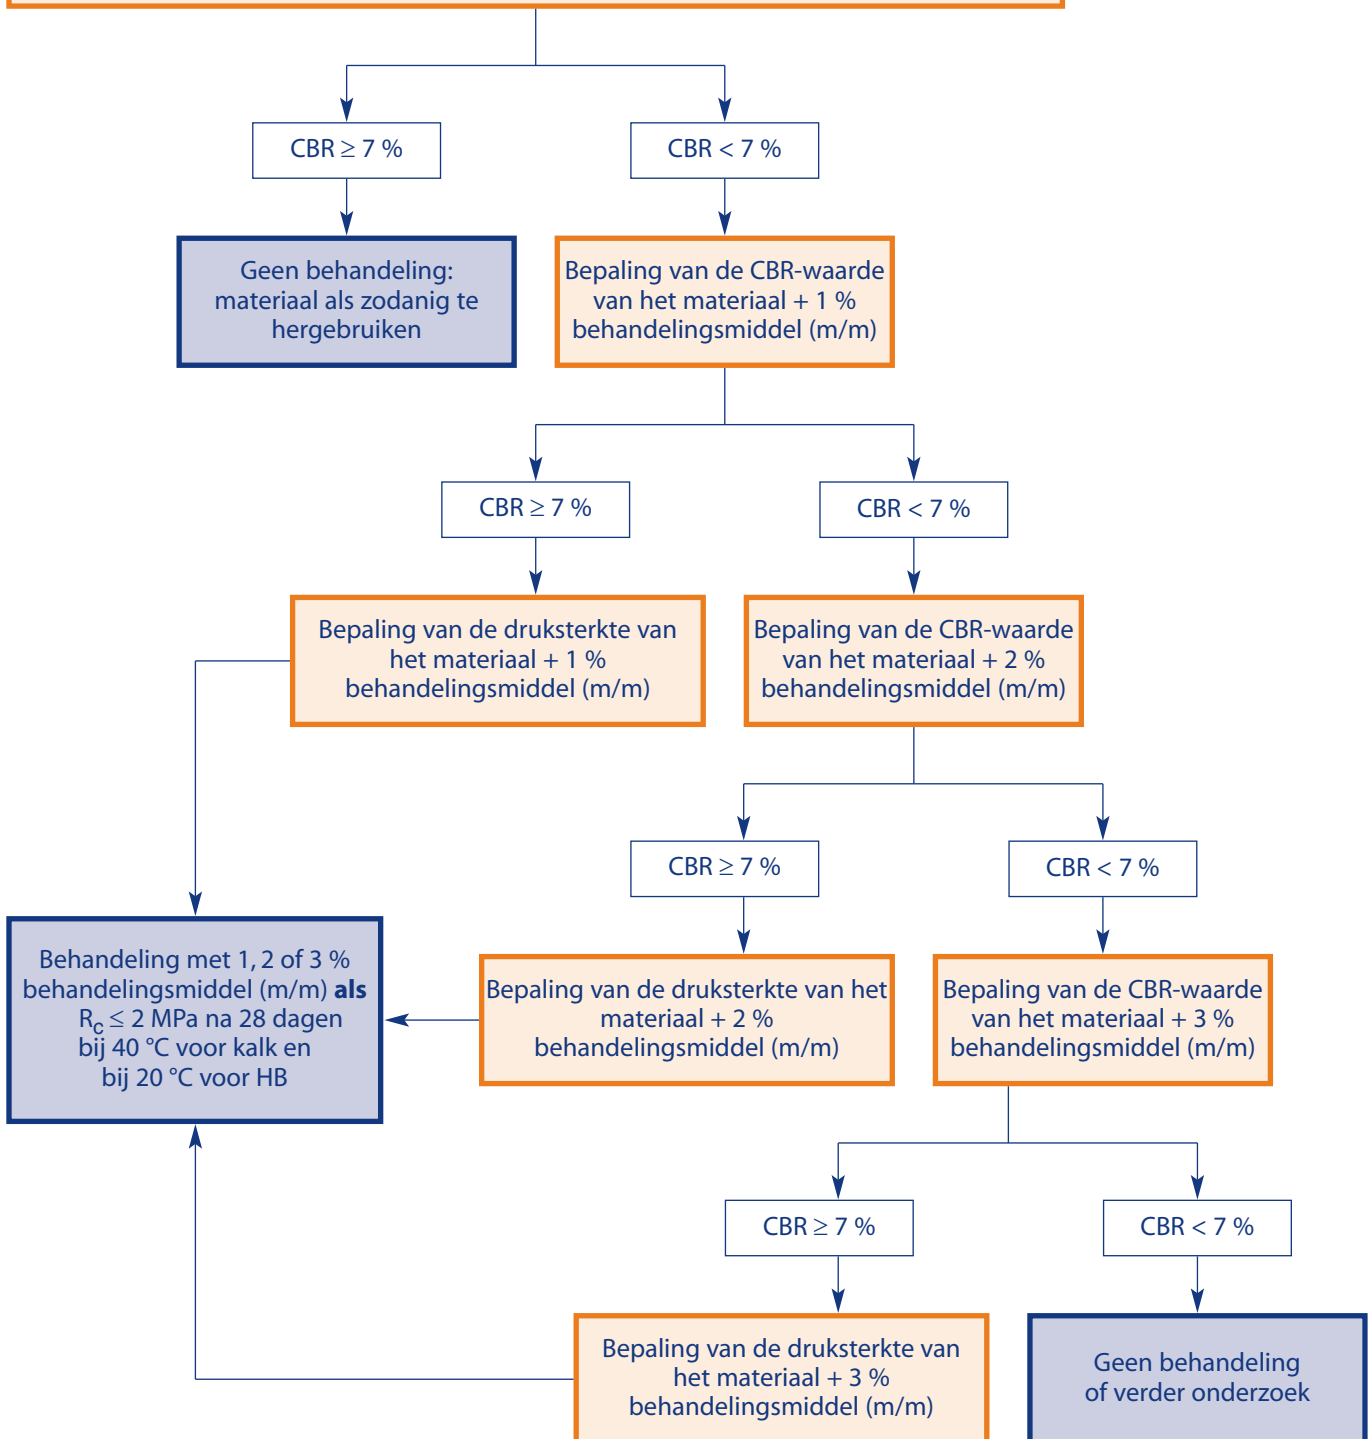 CBR ≥ 7 %
CBR < 7 %
Geen behandeling:
materiaal als zodanig te
hergebruiken
Bepaling van de CBR-waarde
van het materiaal + 1 %
behandelingsmiddel (m/m)
CBR ≥ 7 %
CBR < 7 %
Bepaling van de druksterkte van
het materiaal + 1 %
behandelingsmiddel (m/m)
Bepaling van de CBR-waarde
van het materiaal + 2 %
behandelingsmiddel (m/m)
CBR ≥ 7 %
CBR < 7 %
Behandeling met 1, 2 of 3 %
behandelingsmiddel (m/m) als
Rc ≤ 2 MPa na 28 dagen
bij 40 °C voor kalk en
bij 20 °C voor HB
Bepaling van de druksterkte van het
materiaal + 2 %
behandelingsmiddel (m/m)
Bepaling van de CBR-waarde
van het materiaal + 3 %
behandelingsmiddel (m/m)
CBR ≥ 7 %
CBR < 7 %
Bepaling van de druksterkte van
het materiaal + 3 %
behandelingsmiddel (m/m)
Geen behandeling
of verder onderzoek